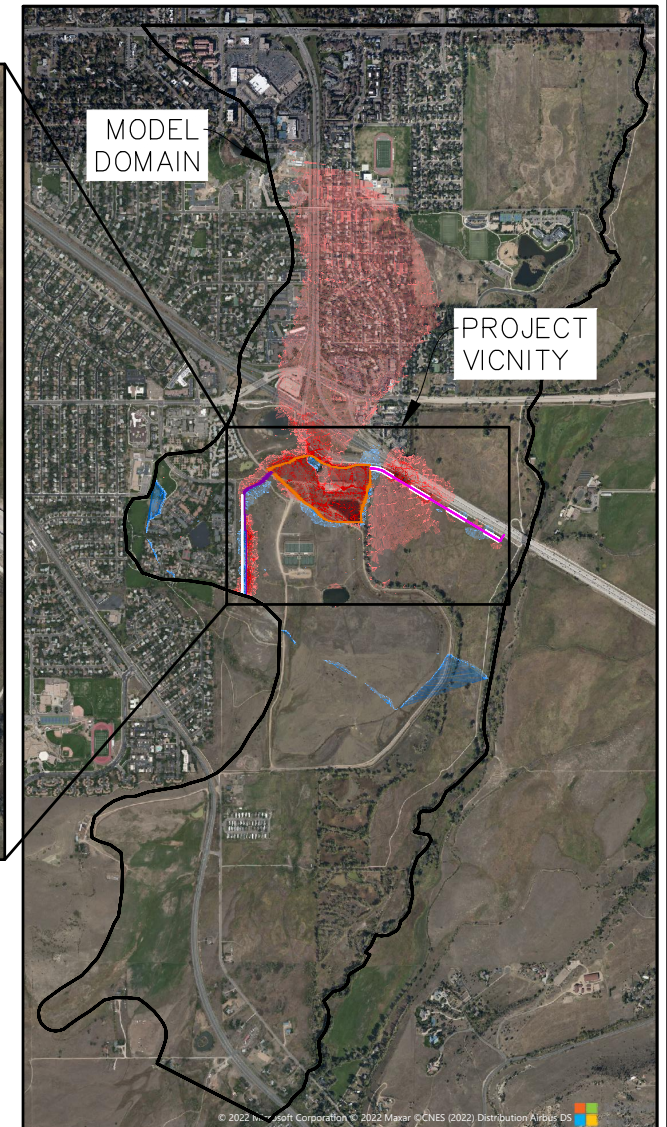 MODEL
DOMAIN
PROJECT
VICNITY
© 2022 Microsoft Corporation © 2022 Maxar ©CNES (2022) Distribution Airbus DS